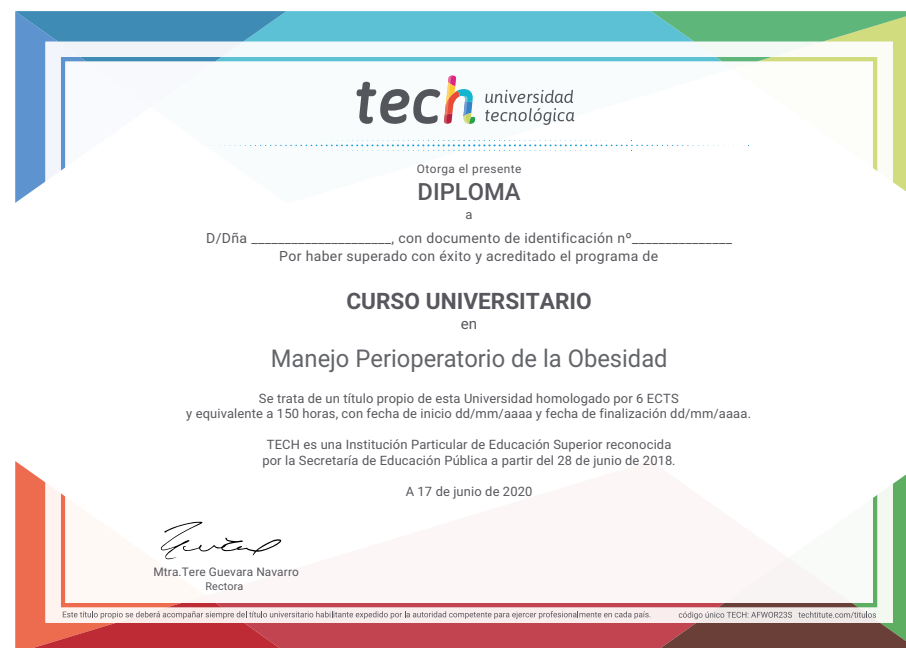 tech universidad
tecnológica
Otorga el presente
DIPLOMA
a
D/Dña _____________________, con documento de identificación nº_______________
Por haber superado con éxito y acreditado el programa de
CURSO UNIVERSITARIO
en
Manejo Perioperatorio de la Obesidad
Se trata de un título propio de esta Universidad homologado por 6 ECTS
y equivalente a 150 horas, con fecha de inicio dd/mm/aaaa y fecha de finalización dd/mm/aaaa.
TECH es una Institución Particular de Educación Superior reconocida
por la Secretaría de Educación Pública a partir del 28 de junio de 2018.
A 17 de junio de 2020
Mtra.Tere Guevara Navarro
Rectora
Este título propio se deberá acompañar siempre del título universitario habilitante expedido por la autoridad competente para ejercer profesionalmente en cada país. código único TECH: AFWOR23S techtitute.com/titulos